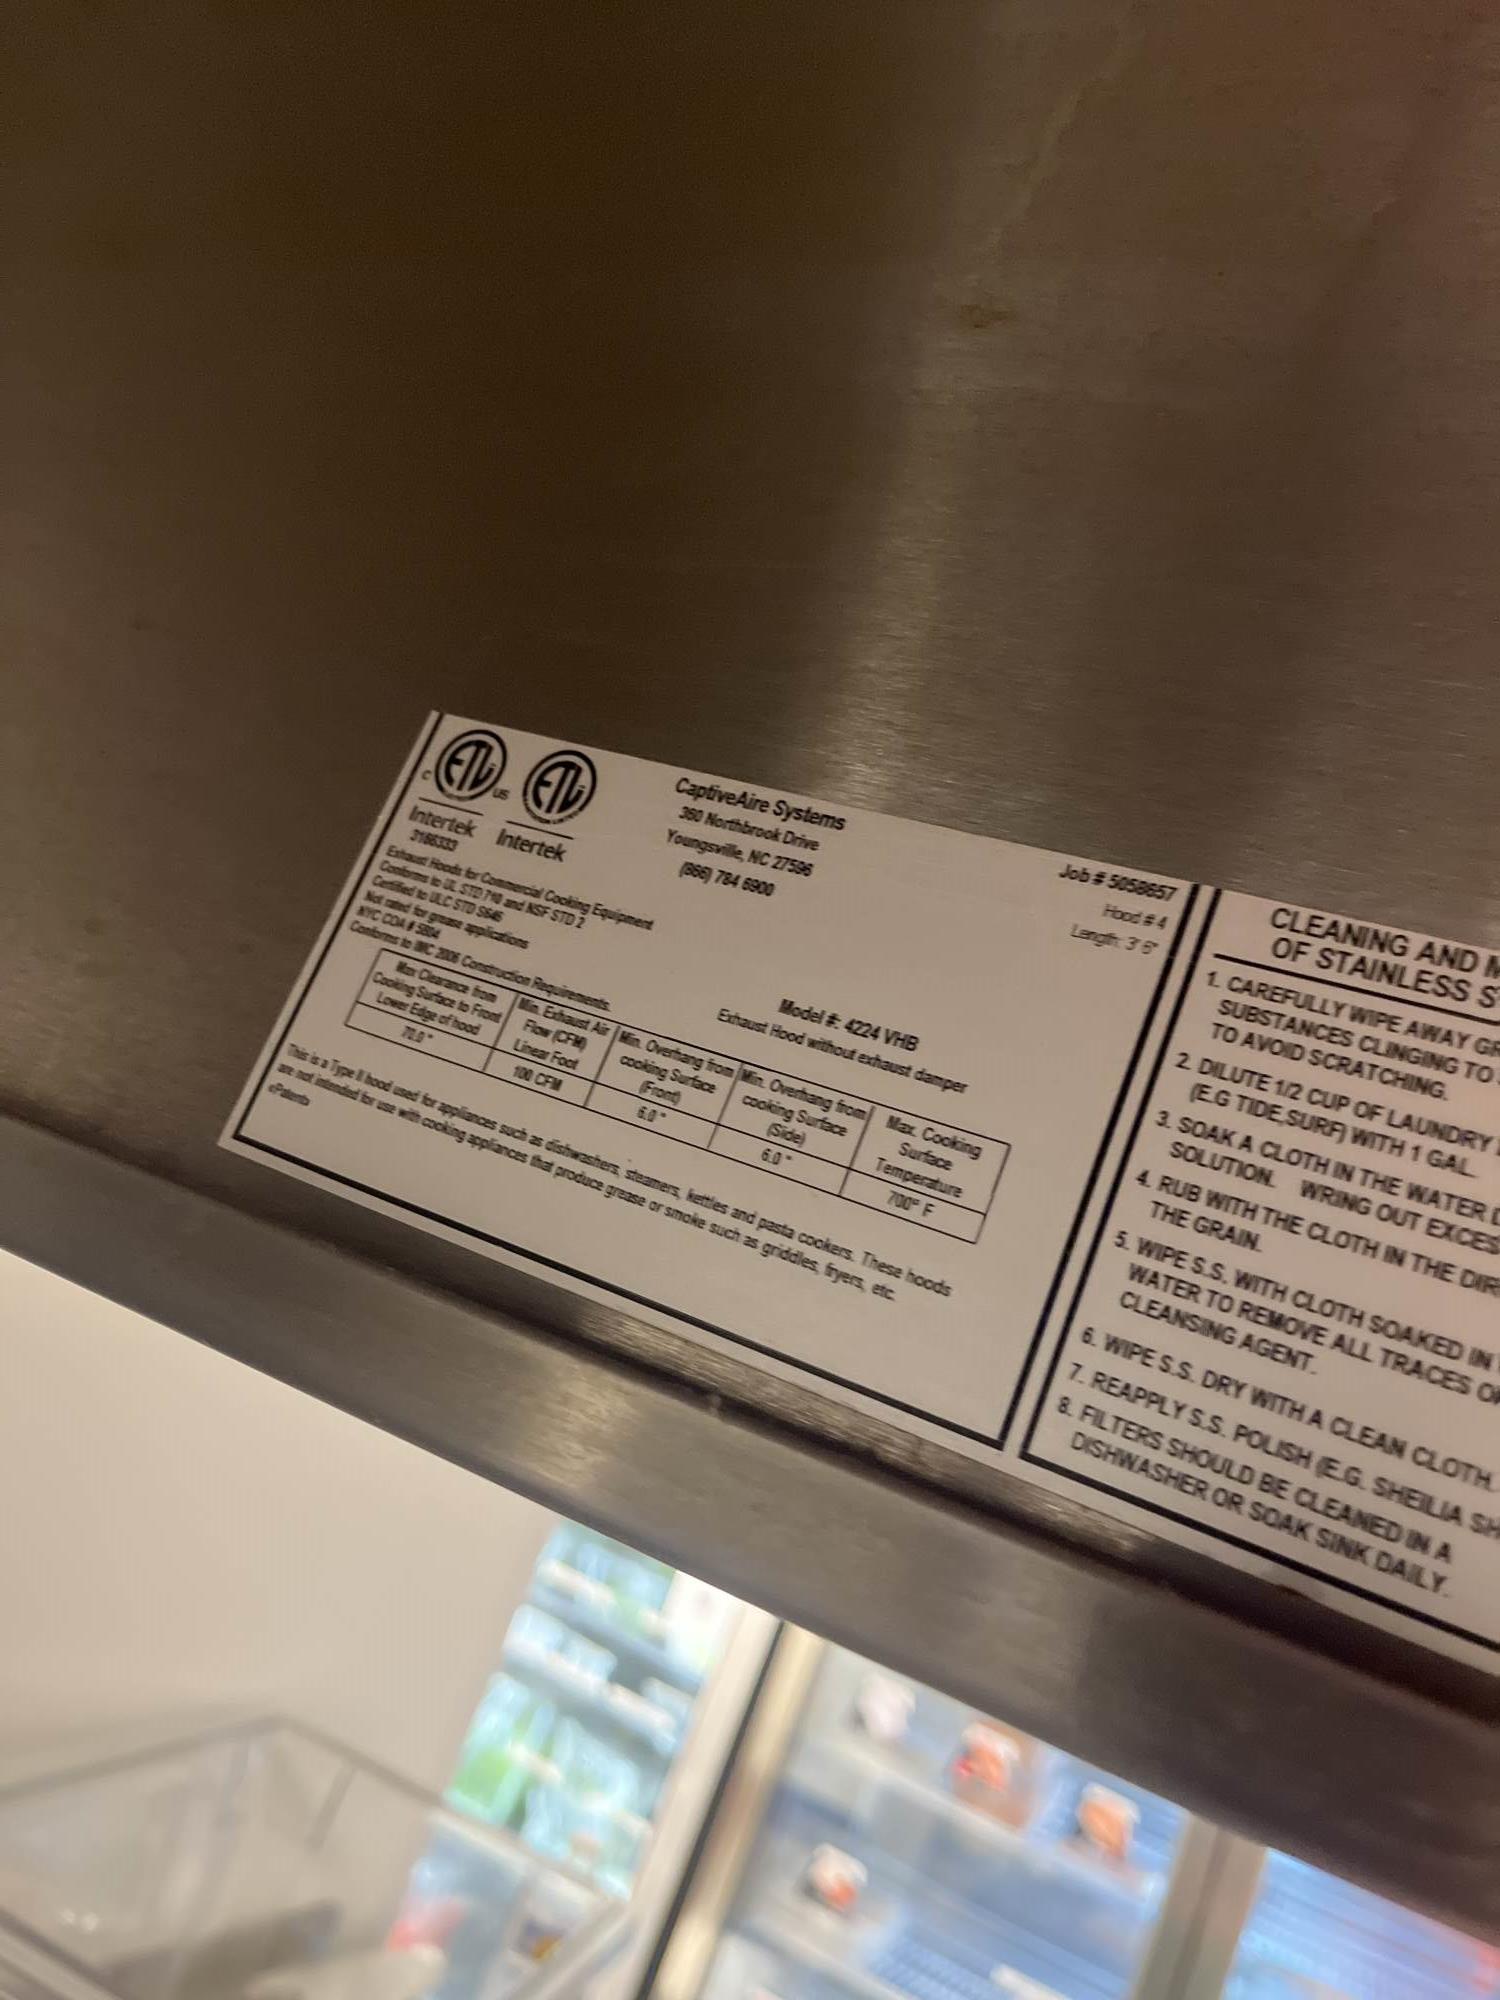 ETL
c
us
Intertek
3166333
ETL
Intertek
CaptiveAire Systems
360 Northbrook Drive
Youngsville, NC 27596
(866) 784 6900
Job # 5058657
Hood # 4
Length: 3' 6"
Exhaust Hoods for Commercial Cooking Equipment
Conforms to UL STD 710 and NSF STD 2
Certified to ULC STD S646
Not rated for grease applications
NYC COA # 5804
Conforms to IMC 2006 Construction Requirements.
Model #: 4224 VHB
Exhaust Hood without exhaust damper
Max Clearance from
Cooking Surface to Front
Lower Edge of hood
Min. Exhaust Air
Flow (CFM)
Linear Foot
Min. Overhang from
cooking Surface
(Front)
Min. Overhang from
cooking Surface
(Side)
Max. Cooking
Surface
Temperature
70.0 "
100 CFM
6.0 "
6.0 "
700° F
This is a Type II hood used for appliances such as dishwashers, steamers, kettles and pasta cookers. These hoods
are not intended for use with cooking appliances that produce grease or smoke such as griddles, fryers, etc.
ePatents
CLEANING AND M
OF STAINLESS S
1. CAREFULLY WIPE AWAY GR
SUBSTANCES CLINGING TO
TO AVOID SCRATCHING.
2. DILUTE 1/2 CUP OF LAUNDRY
(E.G TIDE,SURF) WITH 1 GAL.
3. SOAK A CLOTH IN THE WATER
SOLUTION. WRING OUT EXCES
4. RUB WITH THE CLOTH IN THE DIR
THE GRAIN.
5. WIPE S.S. WITH CLOTH SOAKED IN
WATER TO REMOVE ALL TRACES O
CLEANSING AGENT.
6. WIPE S.S. DRY WITH A CLEAN CLOTH.
7. REAPPLY S.S. POLISH (E.G. SHEILIA SH
8. FILTERS SHOULD BE CLEANED IN A
DISHWASHER OR SOAK SINK DAILY.